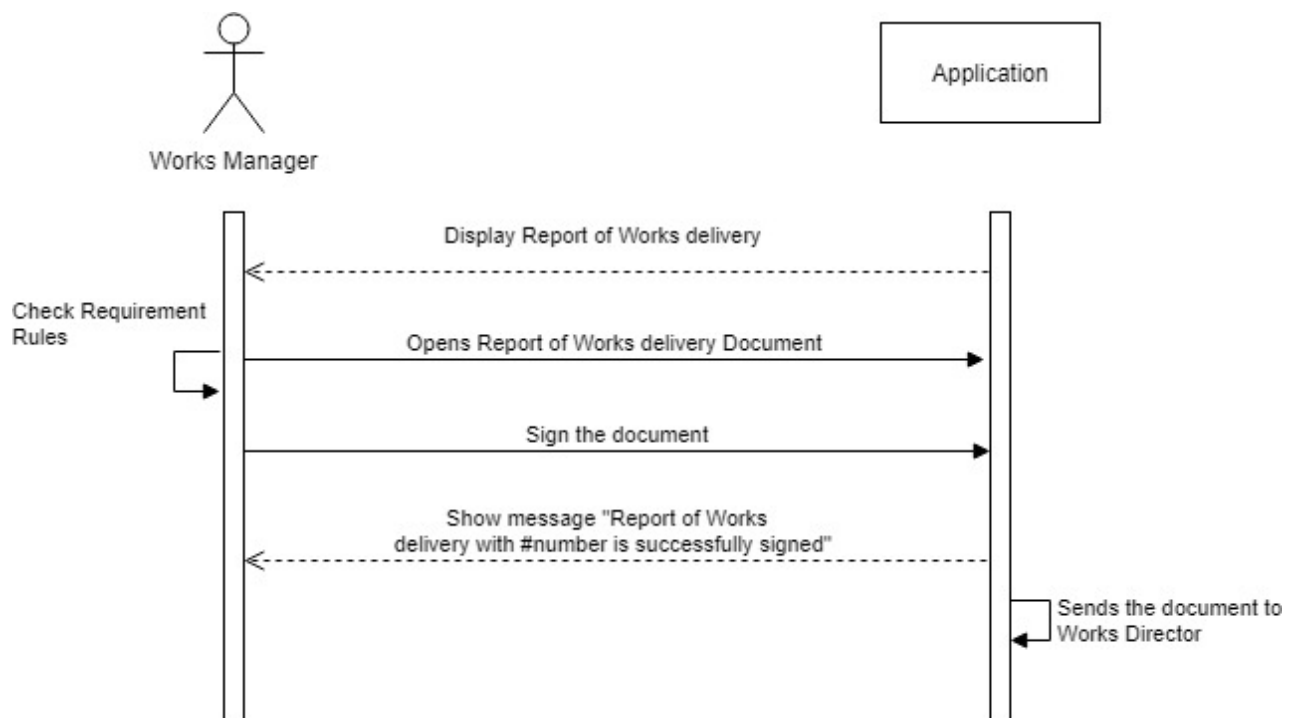 Application
Works Manager
Display Report of Works delivery
Check Requirement
Rules
Opens Report of Works delivery Document
Sign the document
Show message "Report of Works
delivery with #number is successfully signed"
Sends the document to
Works Director